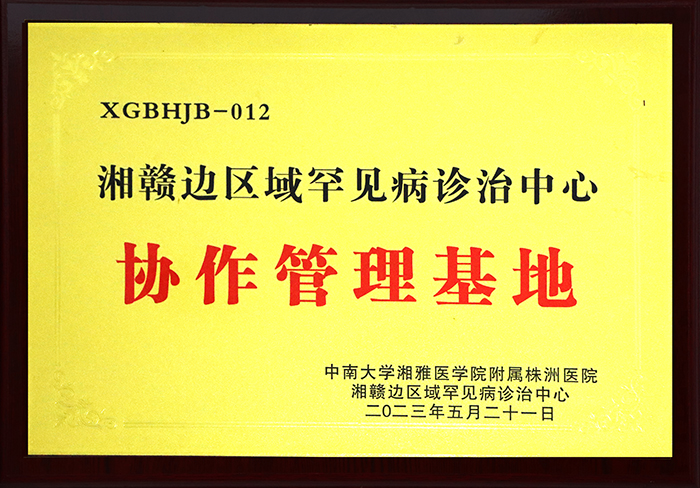 XGBHJB-012
湘赣边区域罕见病诊治中心
协作管理基地
中南大学湘雅医学院附属株洲医院
湘赣边区域罕见病诊治中心
二〇二三年五月二十一日